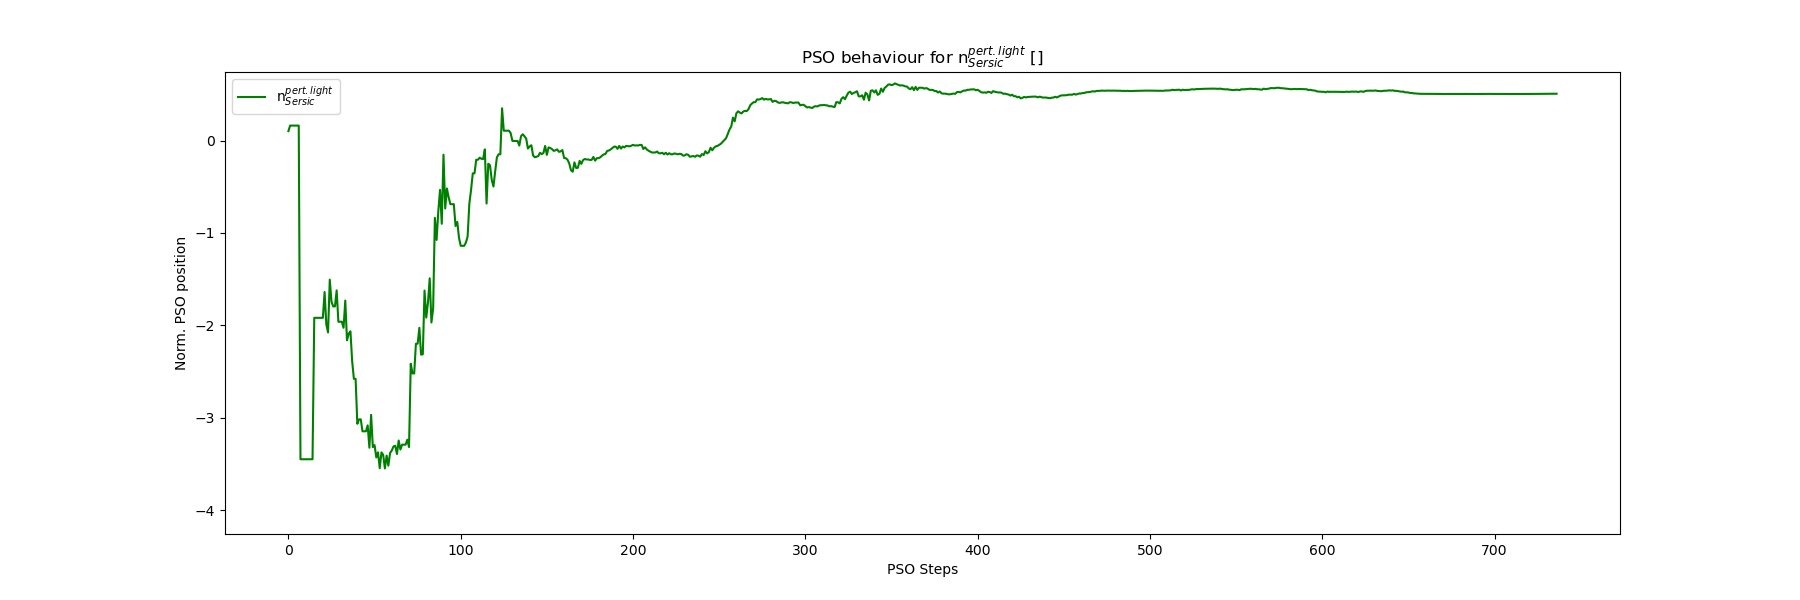 PSO behaviour for n$_{Sersic}^{pert.light}$ []
n$_{Sersic}^{pert.light}$
Norm. PSO position
0
−1
−2
−3
−4
0 100 200 300 400 500 600 700
PSO Steps